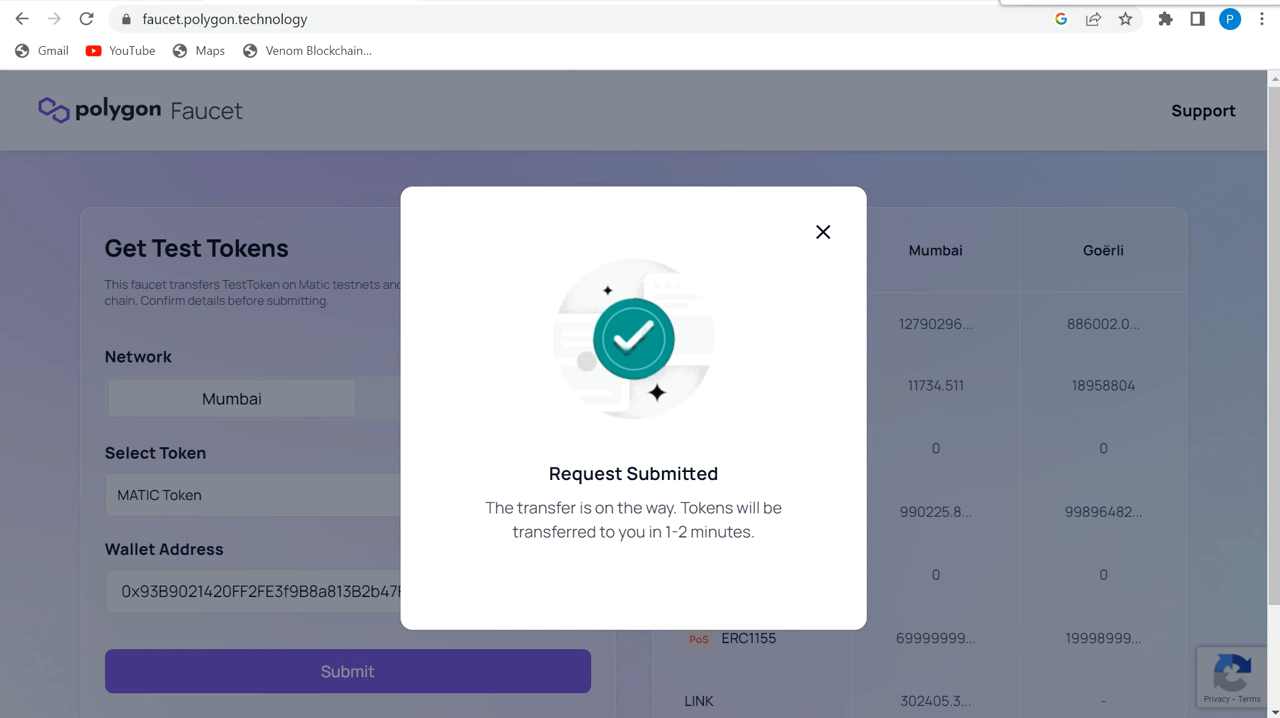 faucet.polygon.technology
P
Gmail
YouTube
Maps
Venom Blockchain...
polygon Faucet
Support
Get Test Tokens
This faucet transfers TestToken on Matic testnets and
chain. Confirm details before submitting.
Network
Mumbai
Select Token
MATIC Token
Wallet Address
0x93B9021420FF2FE3f9B8a813B2b47
Submit
Request Submitted
The transfer is on the way. Tokens will be
transferred to you in 1-2 minutes.
Mumbai Goërli
12790296... 886002.0...
11734.511 18958804
0 0
990225.8... 99896482...
0 0
PoS ERC1155 69999999... 19998999...
LINK 302405.3... -
Privacy - Terms